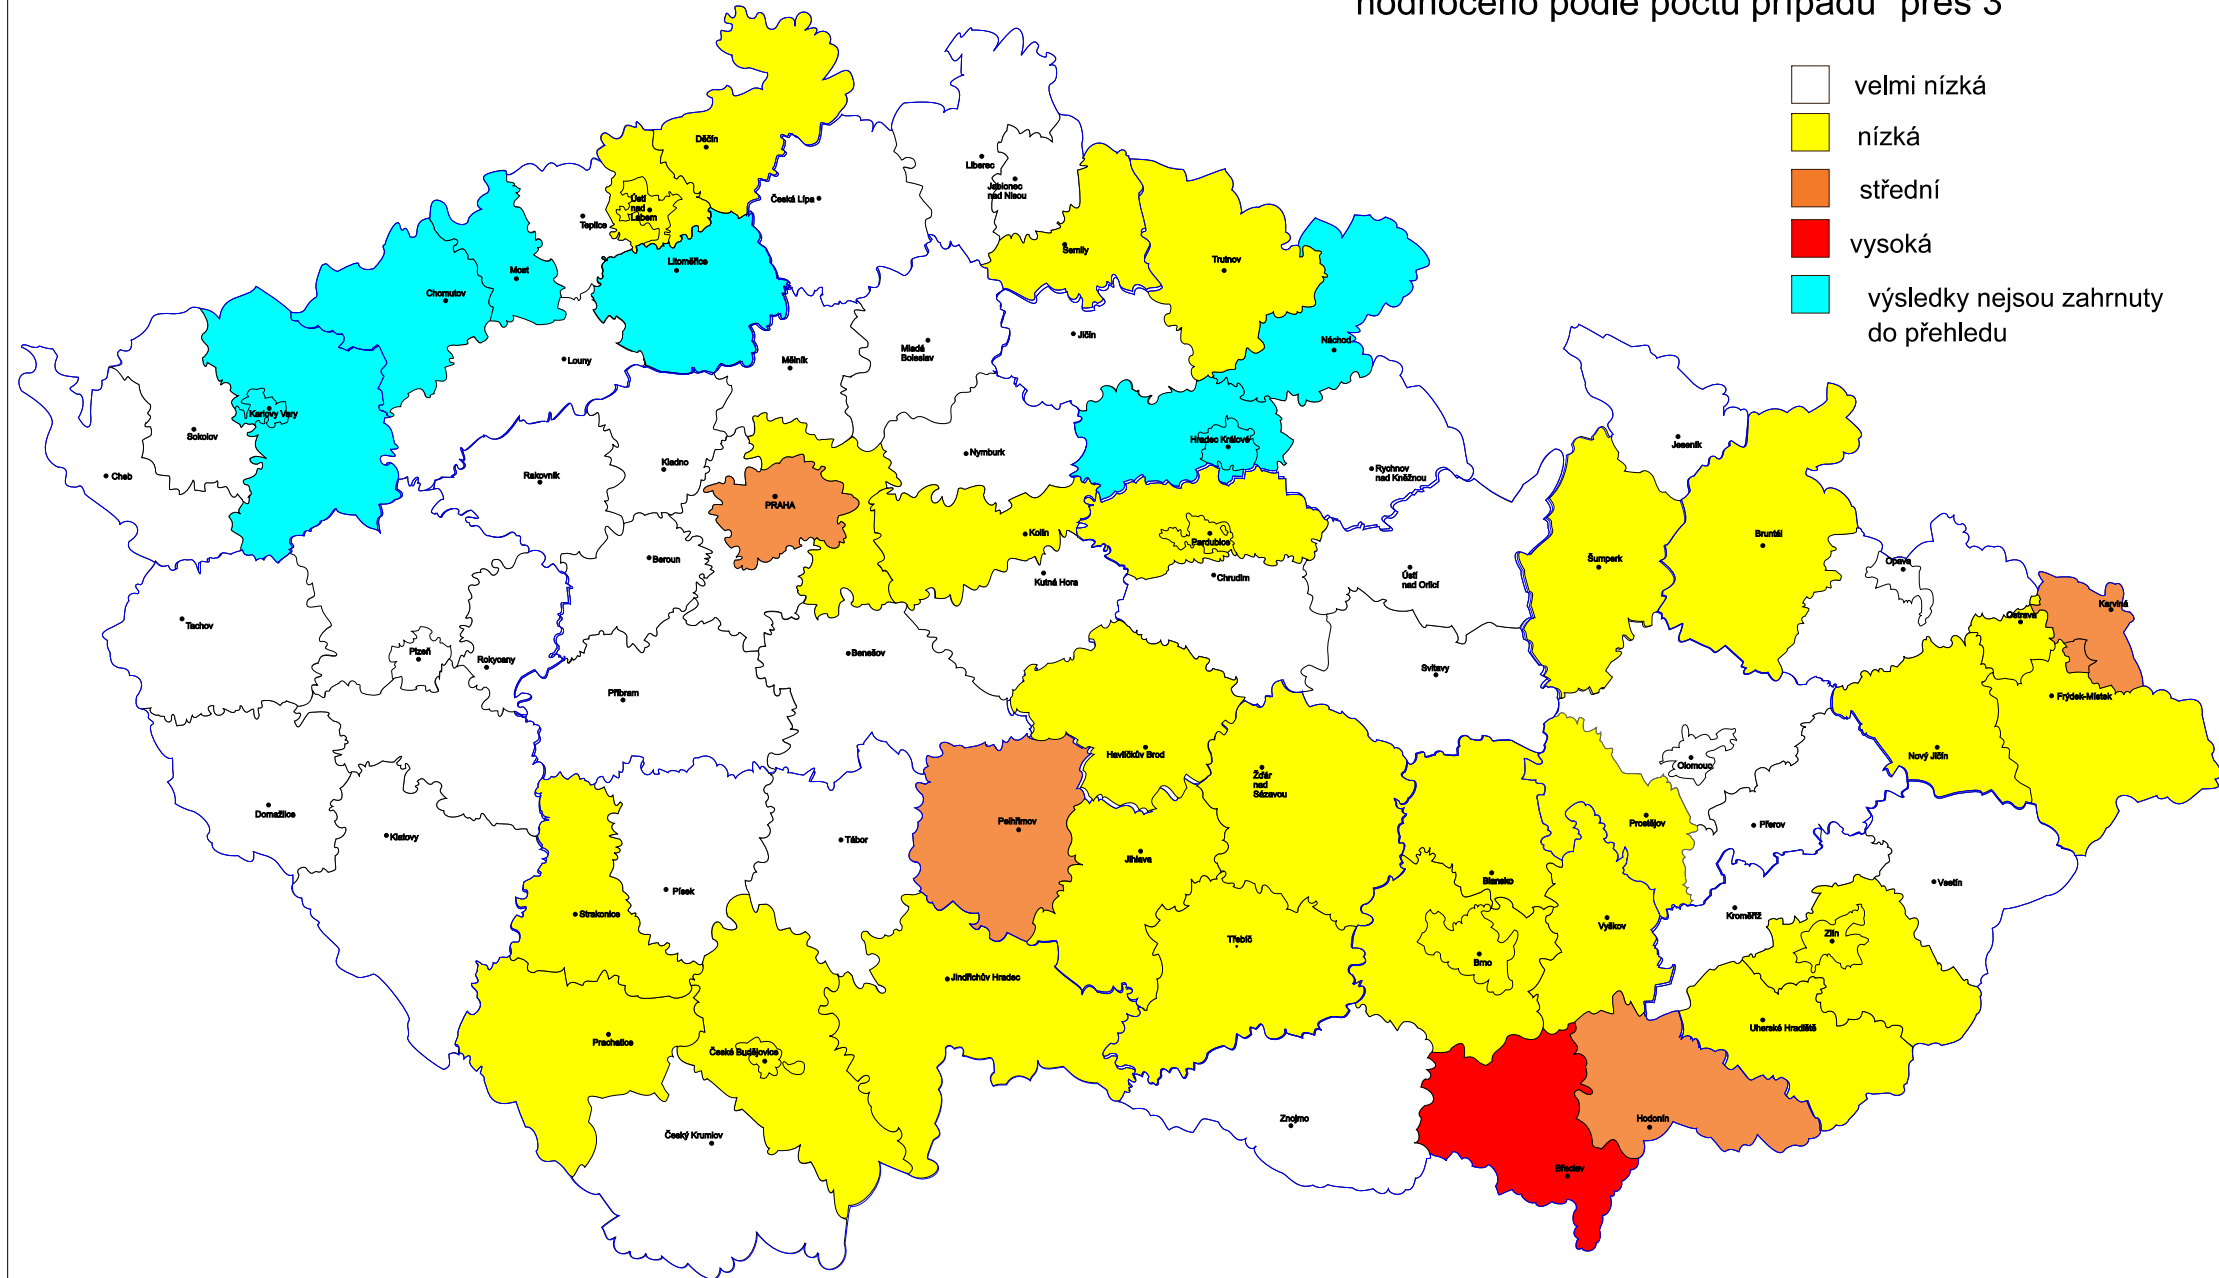 hodnoceného podle počtu případů "přes 3"
velmi nízká
nízká
střední
vysoká
výsledky nejsou zahrnuty
do přehledu
Děčín
Liberec
Jablonec
nad Nisou
Ústí
nad
Labem
Česká Lípa
Teplice
Semily
Trutnov
Litoměřice
Most
Chomutov
Louny
Mělník
Mladá
Boleslav
Jičín
Náchod
Karlovy Vary
Sokolov
Cheb
Rakovník
Kladno
Nymburk
Hradec Králové
Rychnov
nad Kněžnou
Jeseník
PRAHA
Kolín
Pardubice
Bruntál
Beroun
Kutná Hora
Chrudim
Ústí
nad Orlicí
Šumperk
Opava
Karviná
Ostrava
Tachov
Plzeň
Rokycany
Benešov
Svitavy
Příbram
Frýdek-Místek
Havlíčkův Brod
Nový Jičín
Olomouc
Žďár
nad
Sázavou
Domažlice
Klatovy
Pelhřimov
Tábor
Jihlava
Prostějov
Přerov
Písek
Blansko
Vsetín
Strakonice
Kroměříž
Vyškov
Třebíč
Zlín
Brno
Jindřichův Hradec
Prachatice
České Budějovice
Uherské Hradiště
Český Krumlov
Znojmo
Hodonín
Břeclav